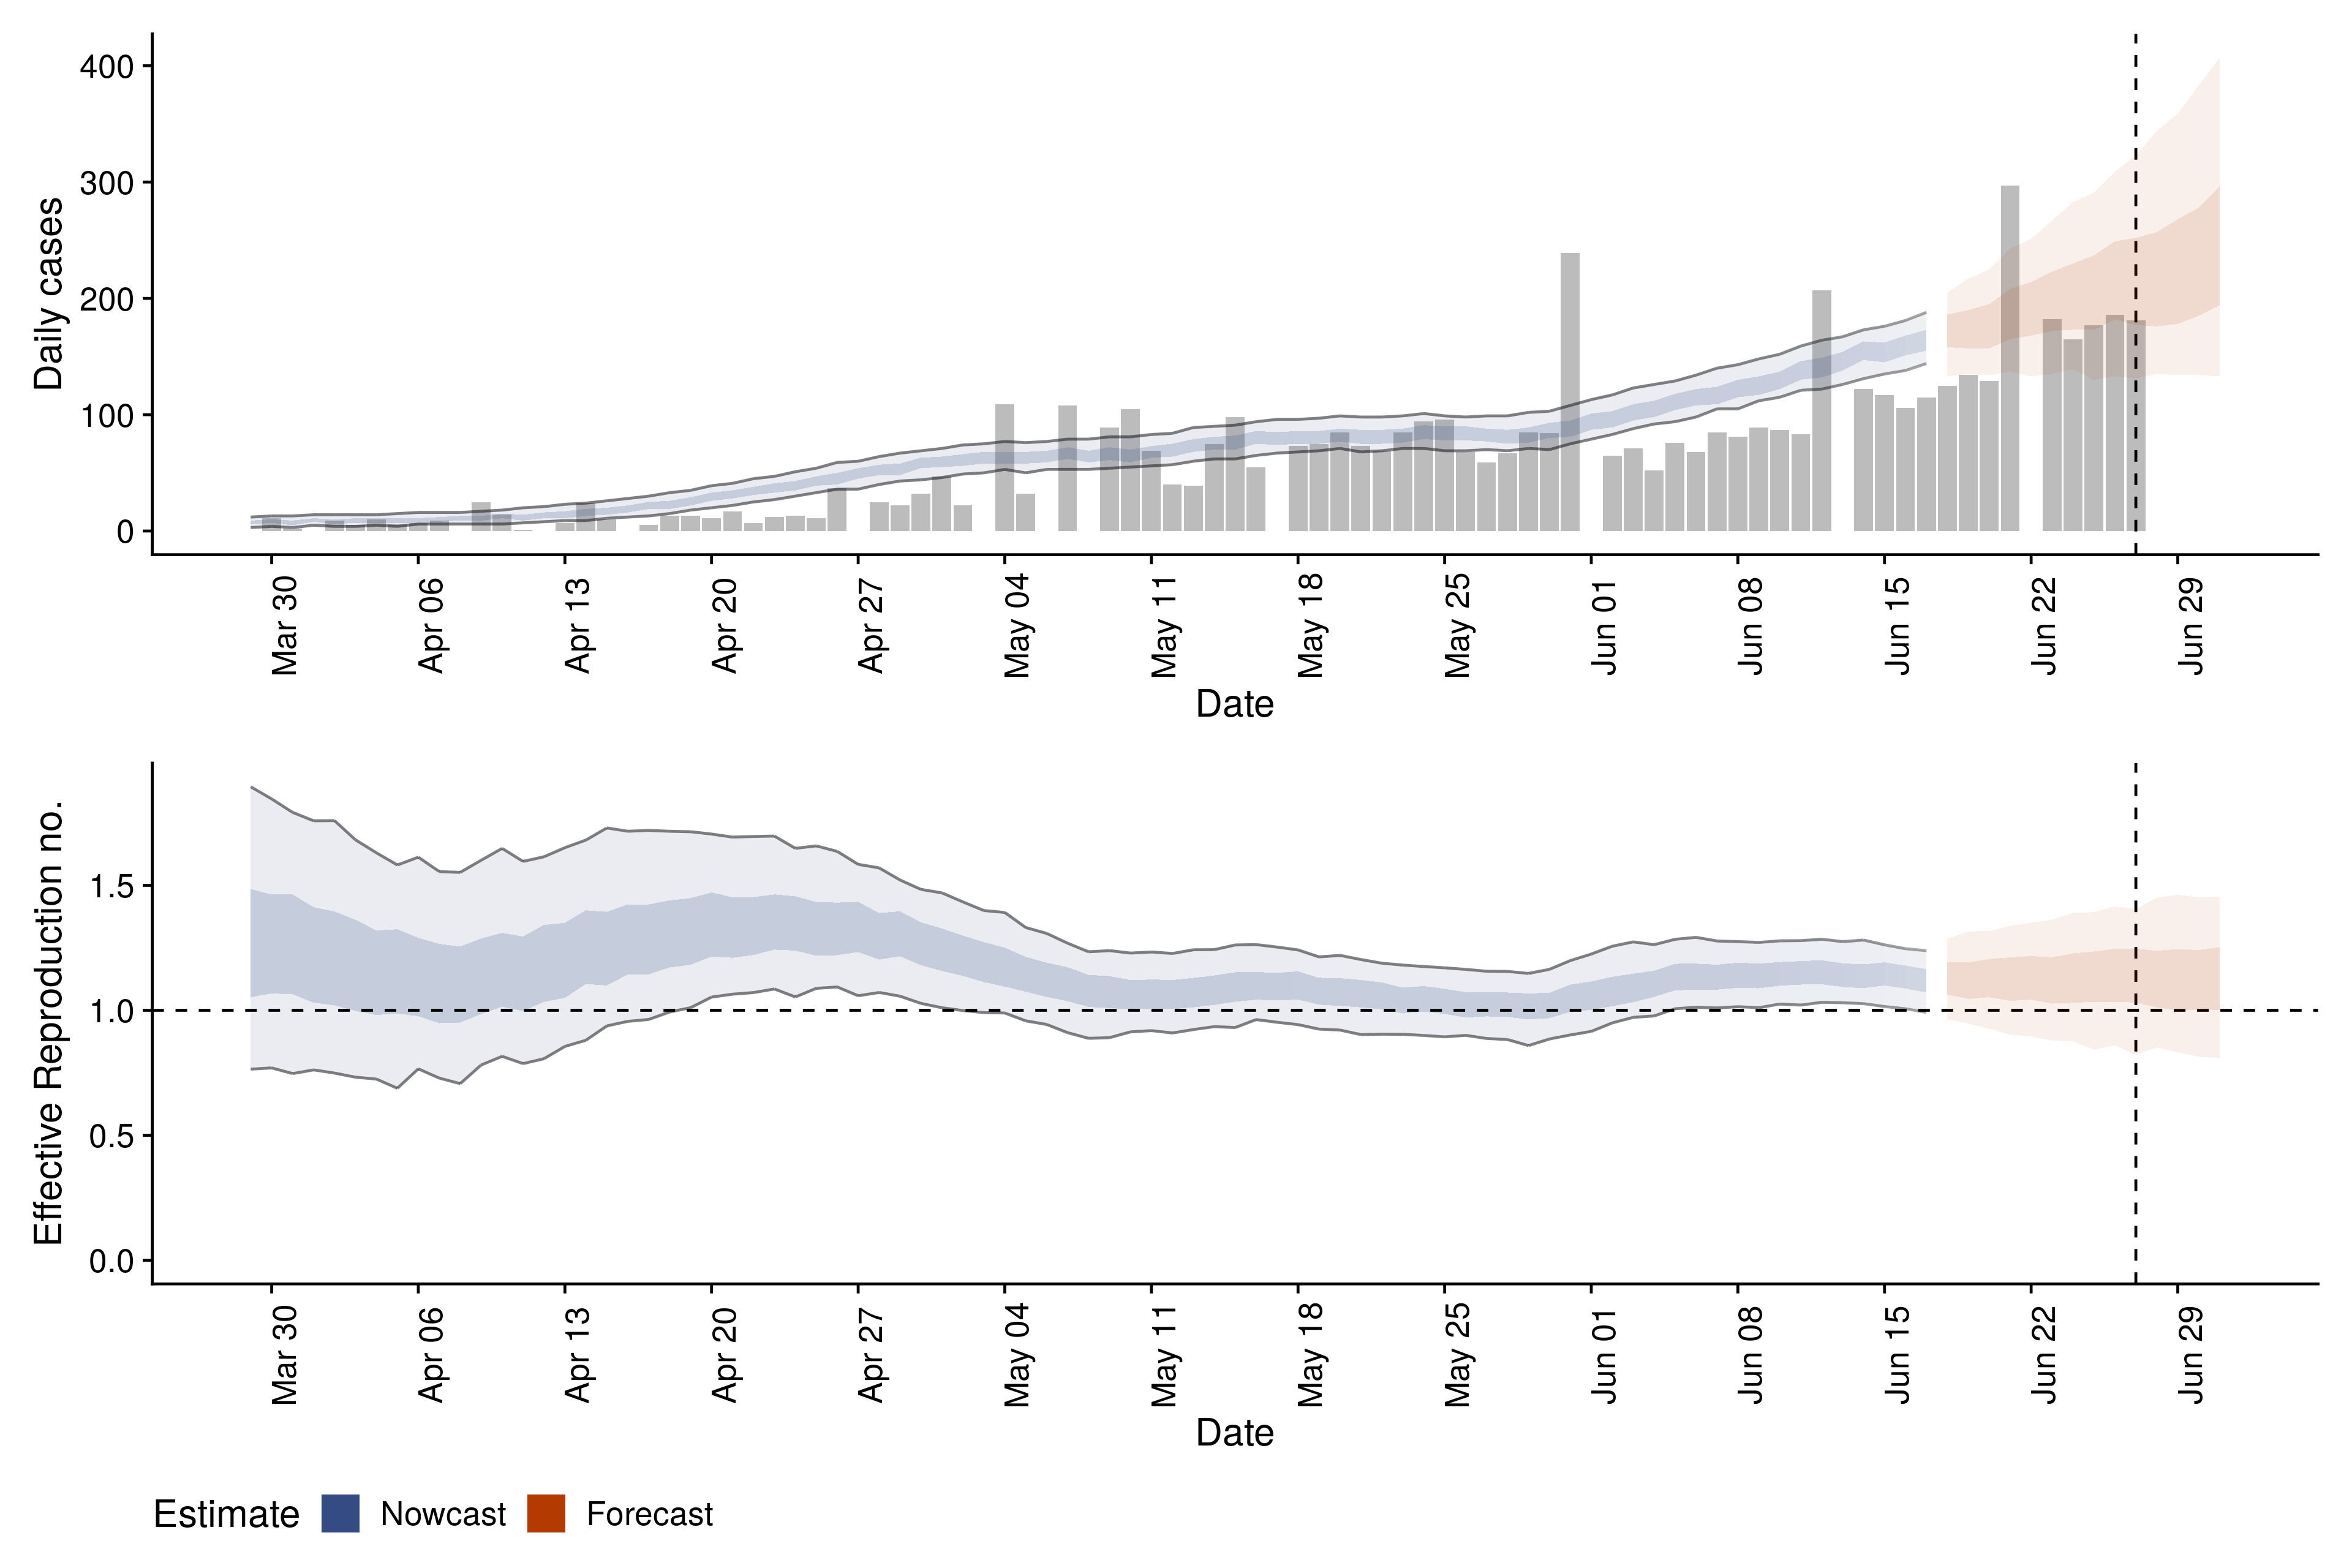 Daily cases
400
300
200
100
0
Mar 30
Apr 06
Apr 13
Apr 20
Apr 27
May 04
May 11
May 18
May 25
Jun 01
Jun 08
Jun 15
Jun 22
Jun 29
Date
Effective Reproduction no.
1.5
1.0
0.5
0.0
Mar 30
Apr 06
Apr 13
Apr 20
Apr 27
May 04
May 11
May 18
May 25
Jun 01
Jun 08
Jun 15
Jun 22
Jun 29
Date
Estimate Nowcast Forecast